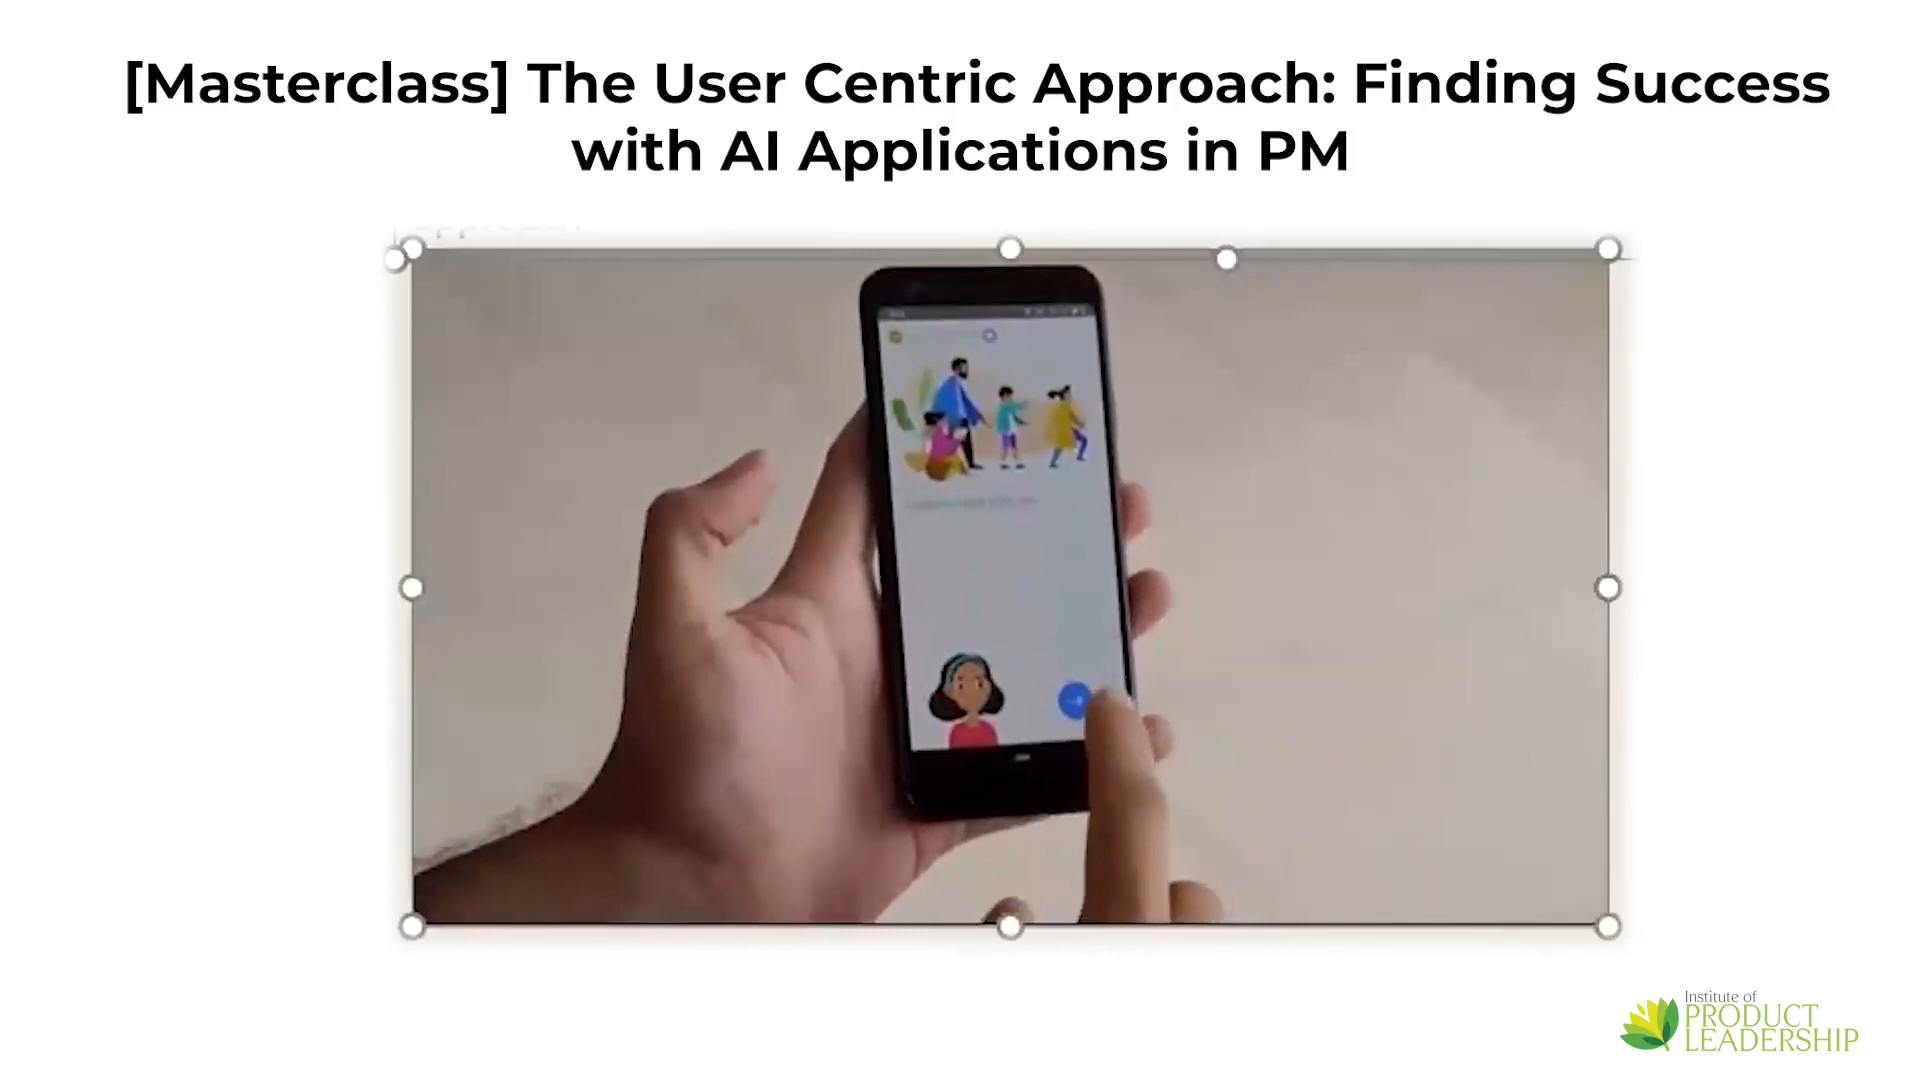 [Masterclass] The User Centric Approach: Finding Success
with AI Applications in PM
Institute of
PRODUCT
LEADERSHIP